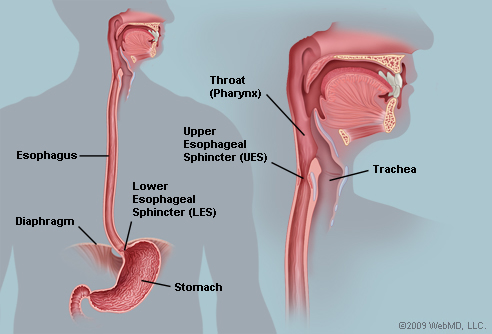 Throat
(Pharynx)
Upper
Esophageal
Sphincter (UES)
Trachea
Esophagus
Lower
Esophageal
Sphincter (LES)
Diaphragm
Stomach
©2009 WebMD, LLC.